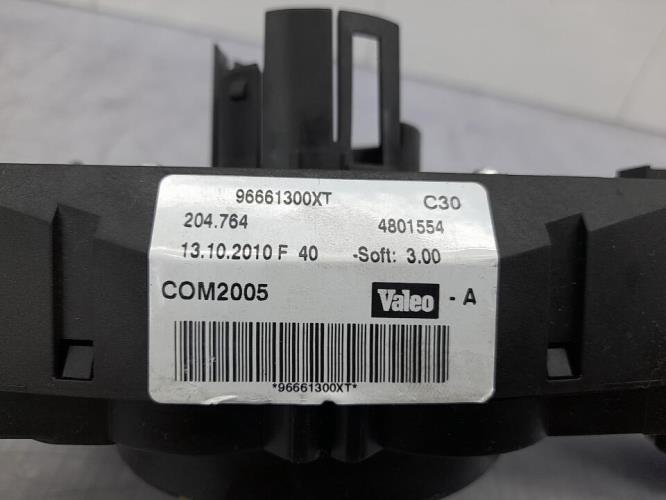 96661300XT C30
204.764 4801554
13.10.2010 F 40 -Soft: 3.00
COM2005 Valeo - A
*96661300XT*